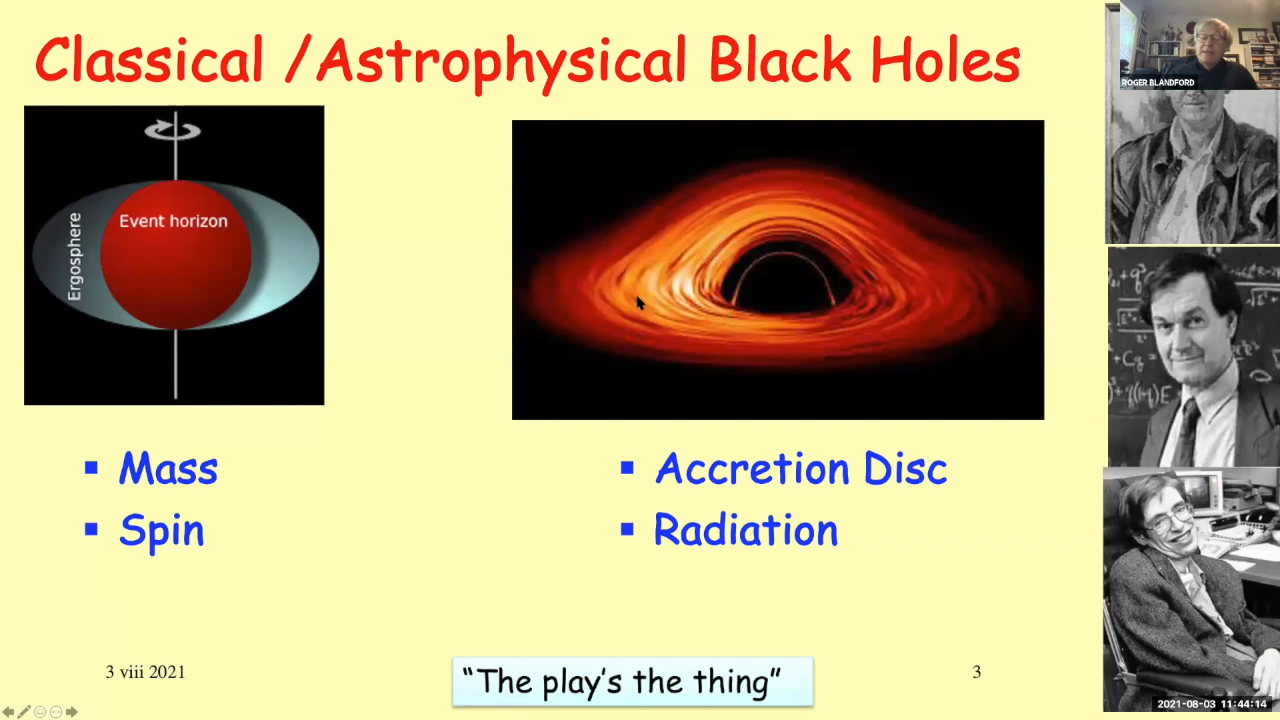 Classical /Astrophysical Black Holes
ROGER BLANDFORD
Event horizon
Ergosphere
▪ Mass
▪ Spin
▪ Accretion Disc
▪ Radiation
3 viii 2021
“The play’s the thing”
3
2021-08-03 11:44:14